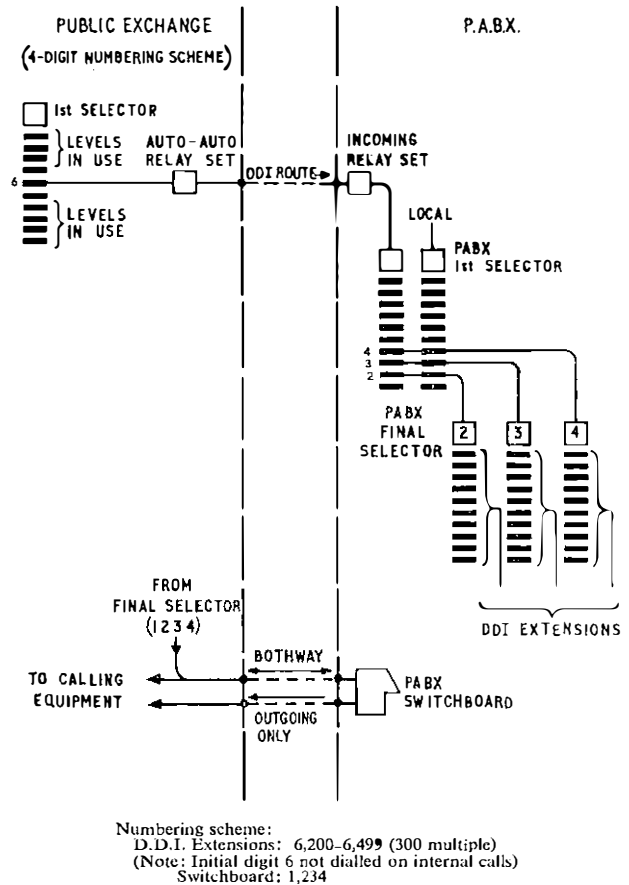 PUBLIC EXCHANGE
(4-DIGIT NUMBERING SCHEME)
P.A.B.X.
1st SELECTOR
LEVELS
IN USE
AUTO-AUTO
RELAY SET
6
DDI ROUTE
INCOMING
RELAY SET
LEVELS
IN USE
LOCAL
PABX
1st SELECTOR
4
3
2
PABX
FINAL
SELECTOR
2
3
4
DDI EXTENSIONS
FROM
FINAL SELECTOR
(1234)
BOTHWAY
TO CALLING
EQUIPMENT
OUTGOING
ONLY
PABX
SWITCHBOARD
Numbering scheme:
D.D.I. Extensions: 6,200-6,499 (300 multiple)
(Note: Initial digit 6 not dialled on internal calls)
Switchboard: 1,234